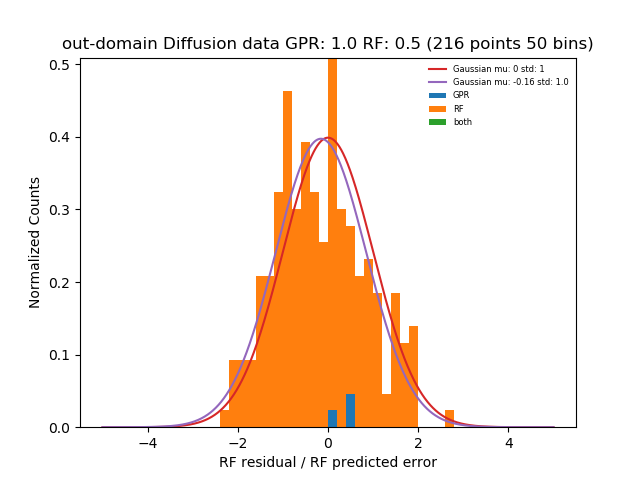 out-domain Diffusion data GPR: 1.0 RF: 0.5 (216 points 50 bins)
Gaussian mu: 0 std: 1
Gaussian mu: -0.16 std: 1.0
GPR
RF
both
Normalized Counts
0.5
0.4
0.3
0.2
0.1
0.0
−4 −2 0 2 4
RF residual / RF predicted error